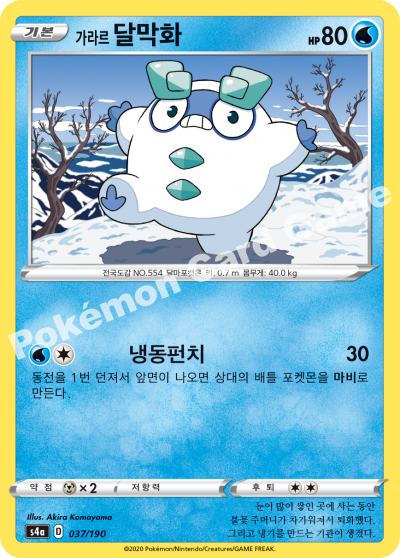 기본 가라르 달막화 HP 80
전국도감 NO.554 달마포켓몬 키: 0.7 m 몸무게: 40.0 kg
냉동펀치 30
동전을 1번 던져서 앞면이 나오면 상대의 배틀 포켓몬을 마비로
만든다.
약점 ×2 저항력 후퇴
Illus. Akira Komayama
s4a D 037/190
눈이 많이 쌓인 곳에 사는 동안
불꽃 주머니가 차가워져서 퇴화했다.
그리고 냉기를 만드는 기관이 생겼다.
©2020 Pokémon/Nintendo/Creatures/GAME FREAK.
Pokémon Card Game